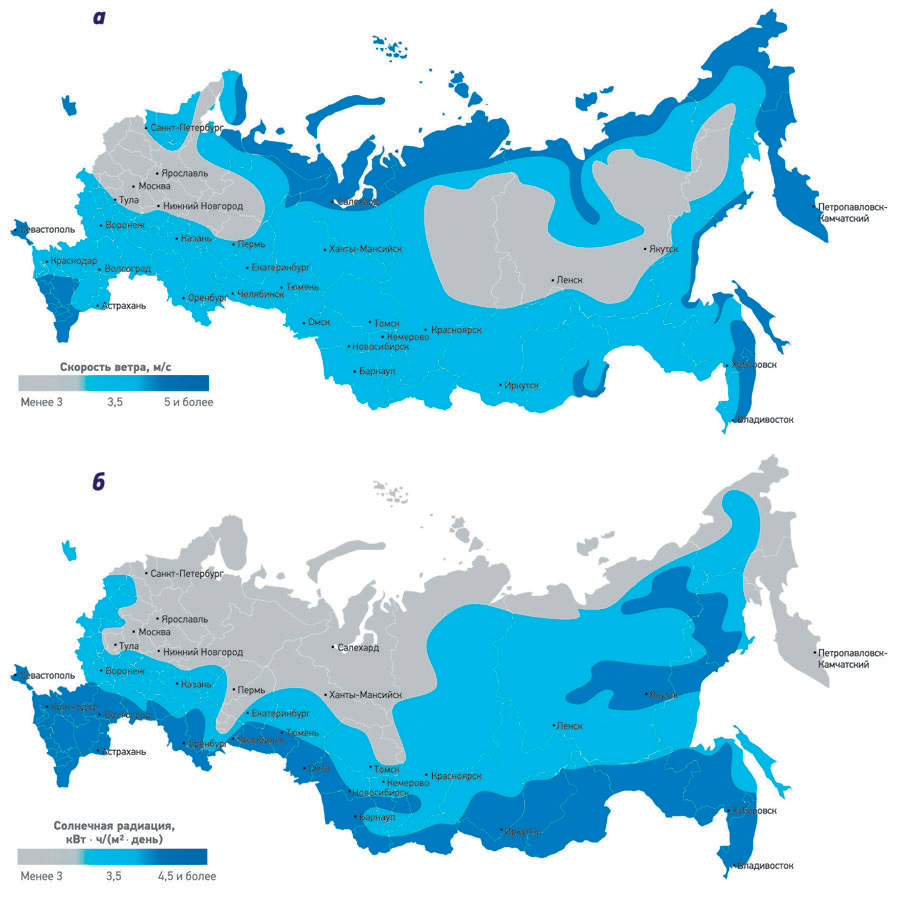 а
Санкт-Петербург
Ярославль
Москва
Тула
Нижний Новгород
Салехард
Петропавловск-
Камчатский
Севастополь
Воронеж
Казань
Пермь
Ханты-Мансийск
Якутск
Краснодар
Волгоград
Екатеринбург
Ленск
Астрахань
Оренбург
Челябинск
Тюмень
Омск
Томск
Красноярск
Кемерово
Новосибирск
Барнаул
Иркутск
Хабаровск
Владивосток
Скорость ветра, м/с
Менее 3 3,5 5 и более
б
Санкт-Петербург
Ярославль
Москва
Тула
Нижний Новгород
Салехард
Петропавловск-
Камчатский
Севастополь
Воронеж
Казань
Пермь
Ханты-Мансийск
Якутск
Краснодар
Волгоград
Екатеринбург
Ленск
Астрахань
Оренбург
Челябинск
Тюмень
Омск
Томск
Красноярск
Кемерово
Новосибирск
Барнаул
Иркутск
Хабаровск
Владивосток
Солнечная радиация,
кВт · ч/(м² · день)
Менее 3 3,5 4,5 и более